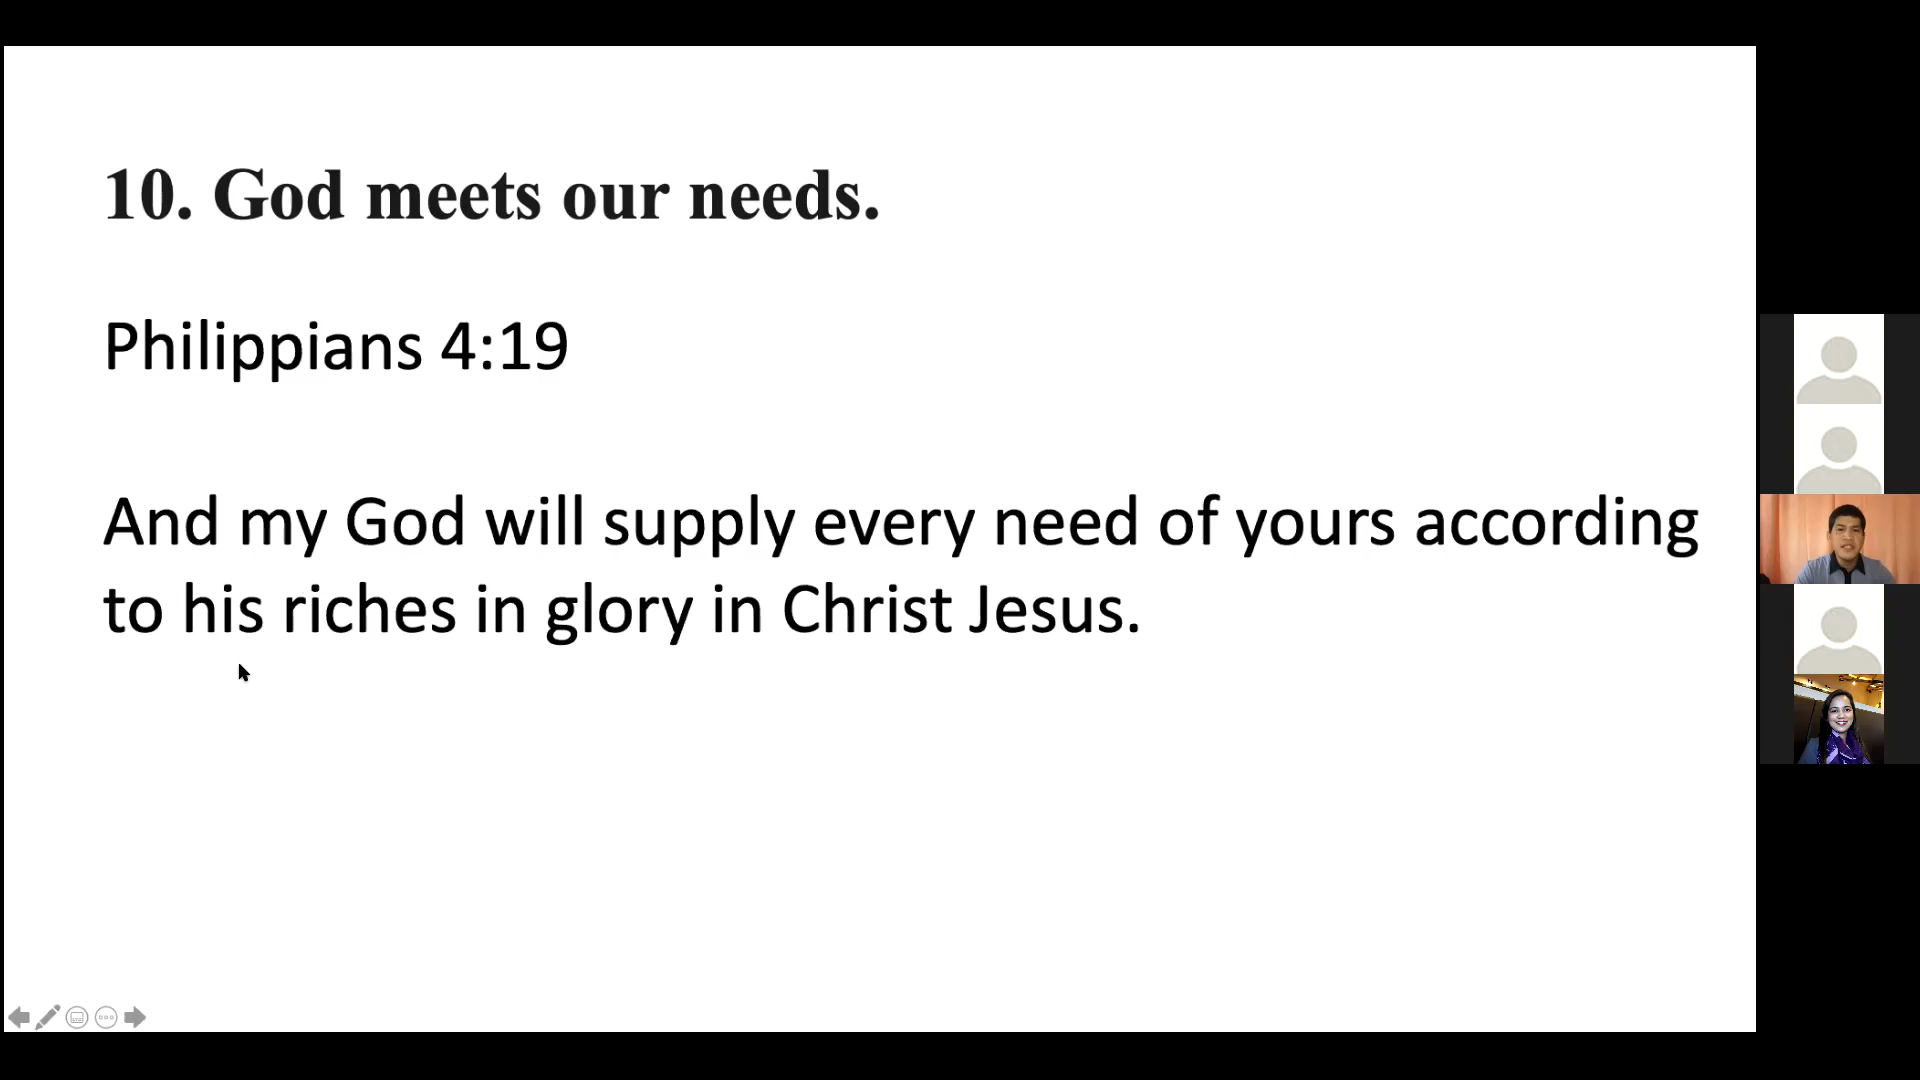 10. God meets our needs.
Philippians 4:19
And my God will supply every need of yours according
to his riches in glory in Christ Jesus.